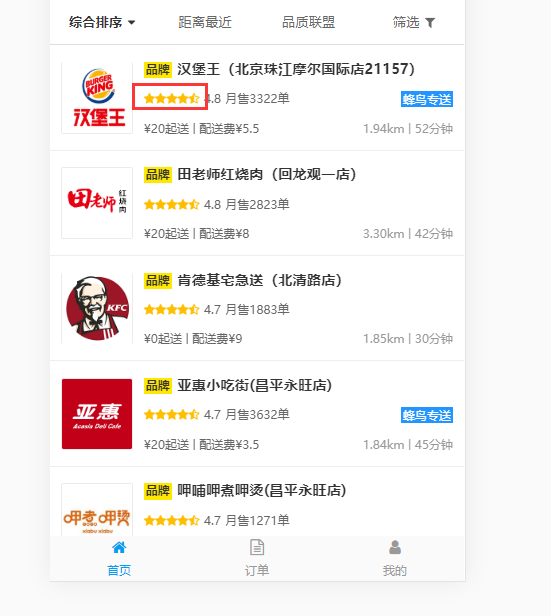 综合排序 距离最近 品质联盟 筛选
BURGER KING
汉堡王
品牌 汉堡王（北京珠江摩尔国际店21157）
4.8 月售3322单 蜂鸟专送
¥20起送 | 配送费¥5.5 1.94km | 52分钟
田老师 红烧肉
品牌 田老师红烧肉（回龙观一店）
4.8 月售2823单
¥20起送 | 配送费¥8 3.30km | 42分钟
KFC
品牌 肯德基宅急送（北清路店）
4.7 月售1883单
¥0起送 | 配送费¥9 1.85km | 30分钟
亚惠
Acasia Deli Cafe
品牌 亚惠小吃街(昌平永旺店)
4.7 月售3632单 蜂鸟专送
¥20起送 | 配送费¥3.5 1.84km | 45分钟
呷煮呷烫
xiabu xiabu
品牌 呷哺呷煮呷烫(昌平永旺店)
4.7 月售1271单
首页 订单 我的